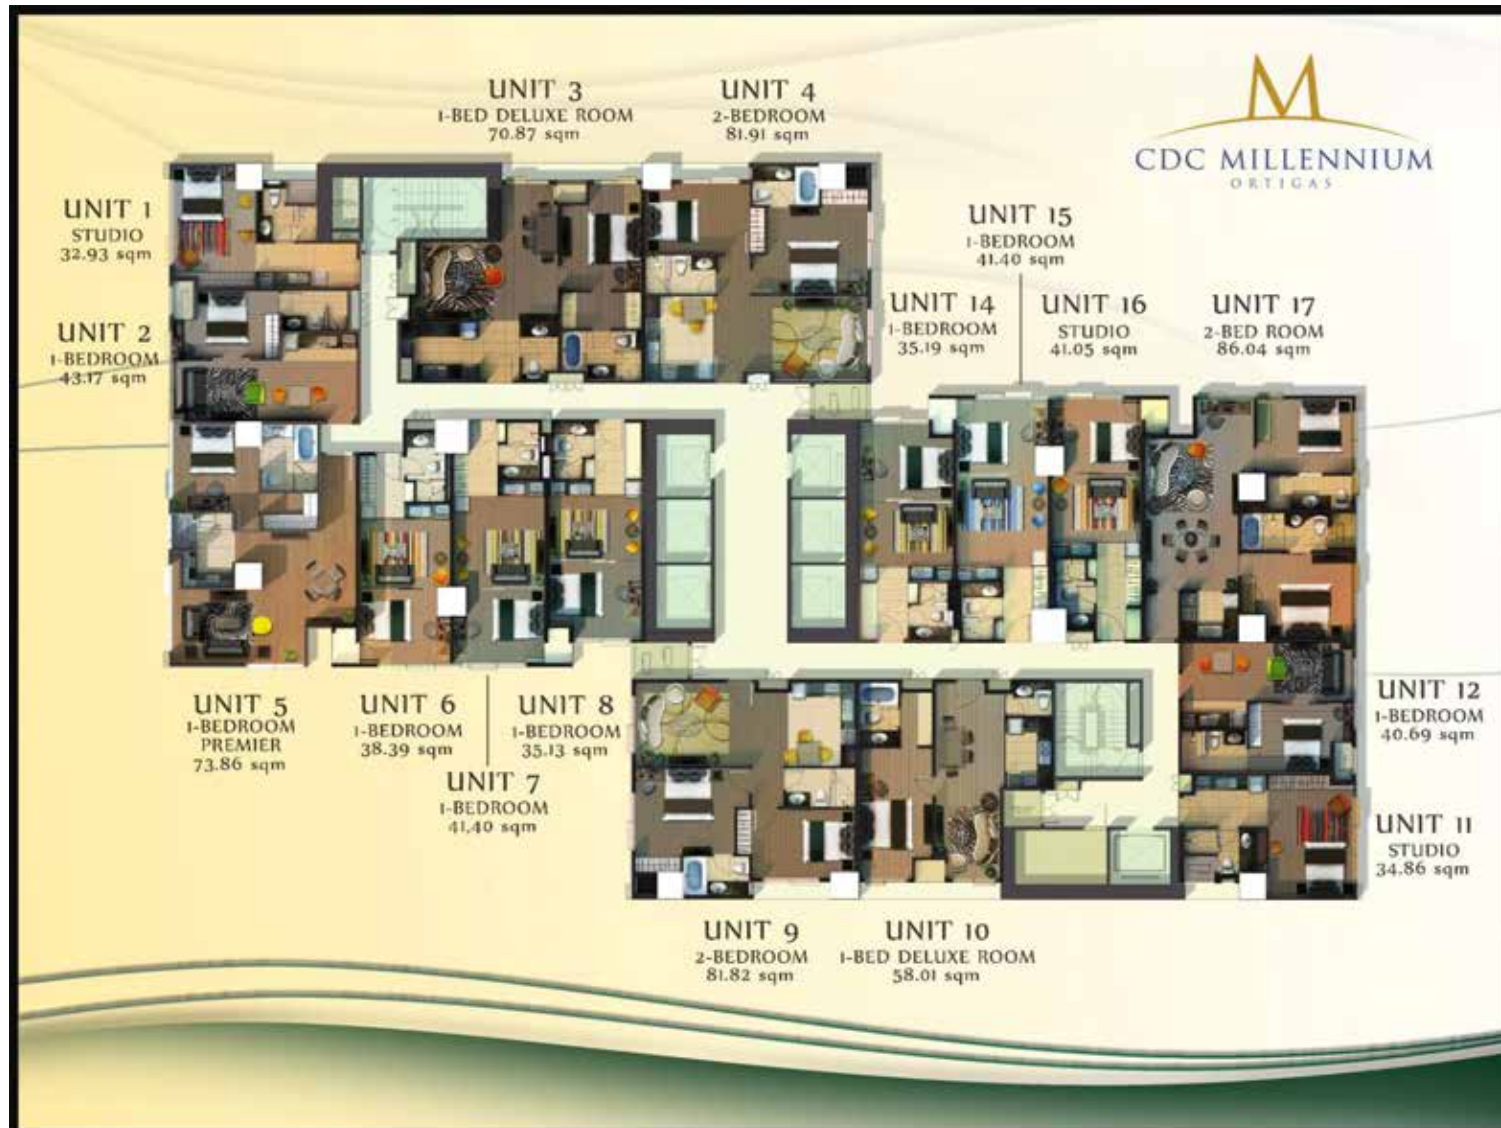 UNIT 3
1-BED DELUXE ROOM
70.87 sqm
UNIT 4
2-BEDROOM
81.91 sqm
M
CDC MILLENNIUM
ORTIGAS
UNIT 1
STUDIO
32.93 sqm
UNIT 15
1-BEDROOM
41.40 sqm
UNIT 2
1-BEDROOM
43.17 sqm
UNIT 14
1-BEDROOM
35.19 sqm
UNIT 16
STUDIO
41.05 sqm
UNIT 17
2-BED ROOM
86.04 sqm
UNIT 5
1-BEDROOM
PREMIER
73.86 sqm
UNIT 6
1-BEDROOM
38.39 sqm
UNIT 8
1-BEDROOM
35.13 sqm
UNIT 7
1-BEDROOM
41.40 sqm
UNIT 12
1-BEDROOM
40.69 sqm
UNIT 11
STUDIO
34.86 sqm
UNIT 9
2-BEDROOM
81.82 sqm
UNIT 10
1-BED DELUXE ROOM
58.01 sqm